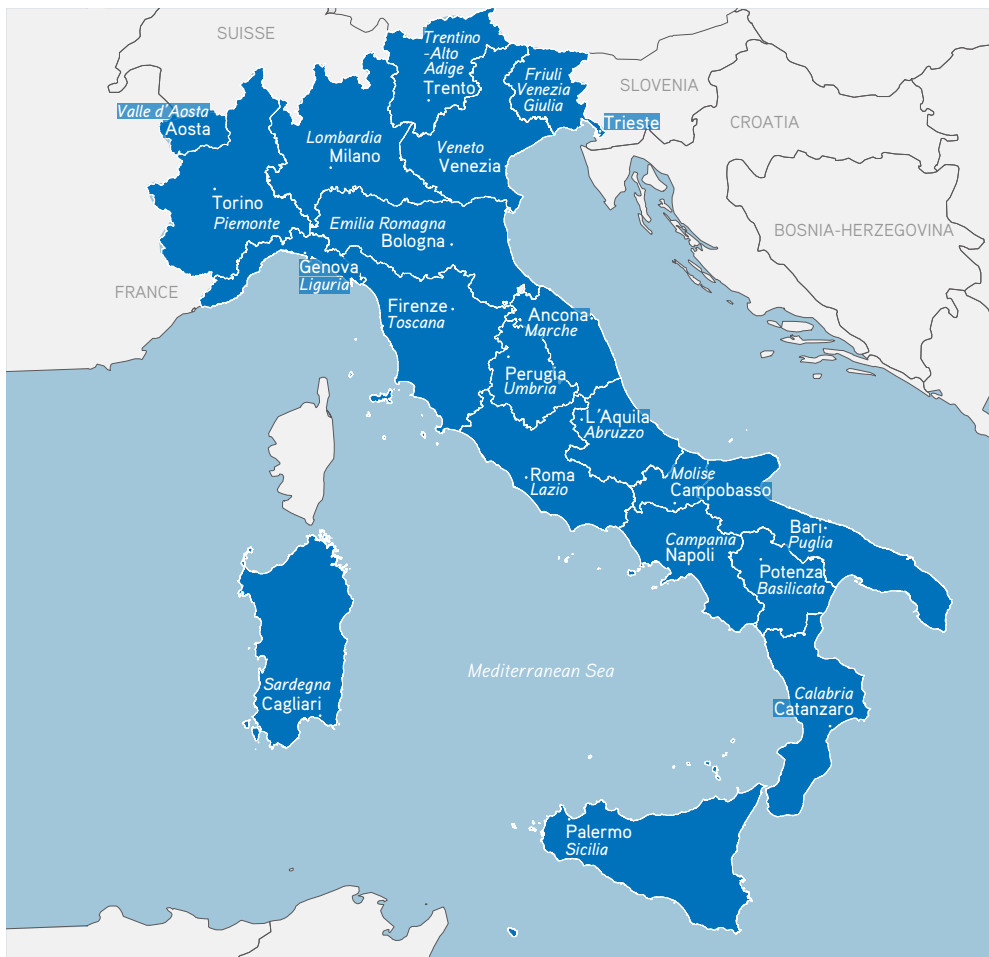 SUISSE
Trentino
-Alto
Adige
Trento
Friuli
Venezia
Giulia
SLOVENIA
Trieste
CROATIA
Valle d'Aosta
Aosta
Lombardia
Milano
Veneto
Venezia
Torino
Piemonte
Emilia Romagna
Bologna
BOSNIA-HERZEGOVINA
Genova
Liguria
FRANCE
Firenze
Toscana
Ancona
Marche
Perugia
Umbria
L'Aquila
Abruzzo
Roma
Lazio
Molise
Campobasso
Bari
Puglia
Campania
Napoli
Potenza
Basilicata
Mediterranean Sea
Sardegna
Cagliari
Calabria
Catanzaro
Palermo
Sicilia